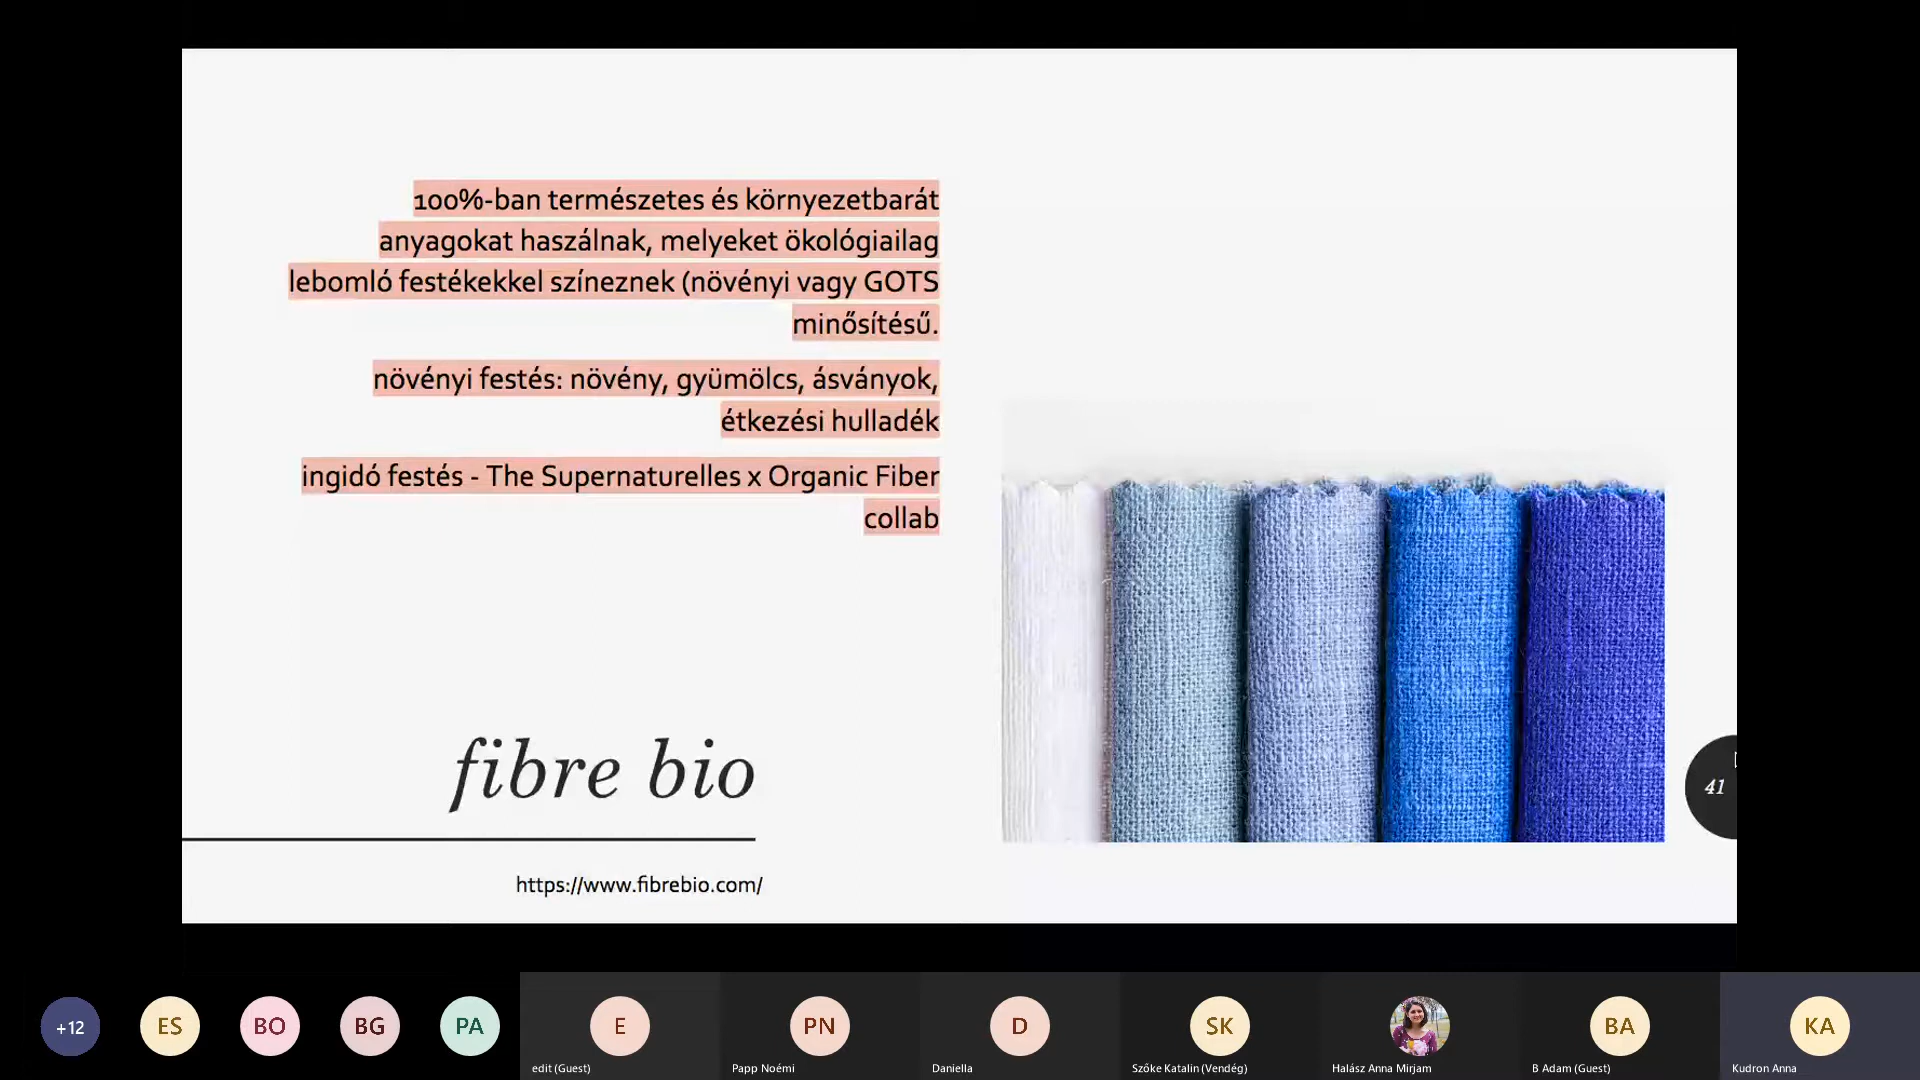 100%-ban természetes és környezetbarát
anyagokat haszálnak, melyeket ökológiailag
lebomló festékekkel színeznek (növényi vagy GOTS
minősítésű.
növényi festés: növény, gyümölcs, ásványok,
étkezési hulladék
ingidó festés - The Supernaturelles x Organic Fiber
collab
fibre bio
https://www.fibrebio.com/
41
+12
ES
BO
BG
PA
E
PN
D
SK
BA
KA
edit (Guest)
Papp Noémi
Daniella
Szőke Katalin (Vendég)
Halász Anna Mirjam
B Adam (Guest)
Kudron Anna